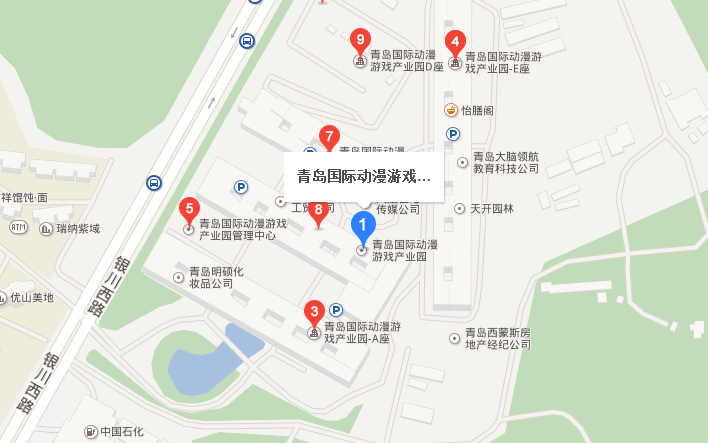 9
青岛国际动漫
游戏产业园D座
4
青岛国际动漫游
戏产业园-E座
怡膳阁
P
7
青岛国际动漫
青岛国际动漫游戏...
青岛大脑领航
教育科技公司
P
工贸
司
8
传媒公司
天开园林
祥馄饨·面
ATM
瑞纳紫域
5
青岛国际动漫游戏
产业园管理中心
1
青岛国际动漫
游戏产业园
青岛明硕化
妆品公司
优山美地
银川西路
3
P
青岛国际动漫游
戏产业园-A座
青岛西蒙斯房
地产经纪公司
银川西路
中国石化